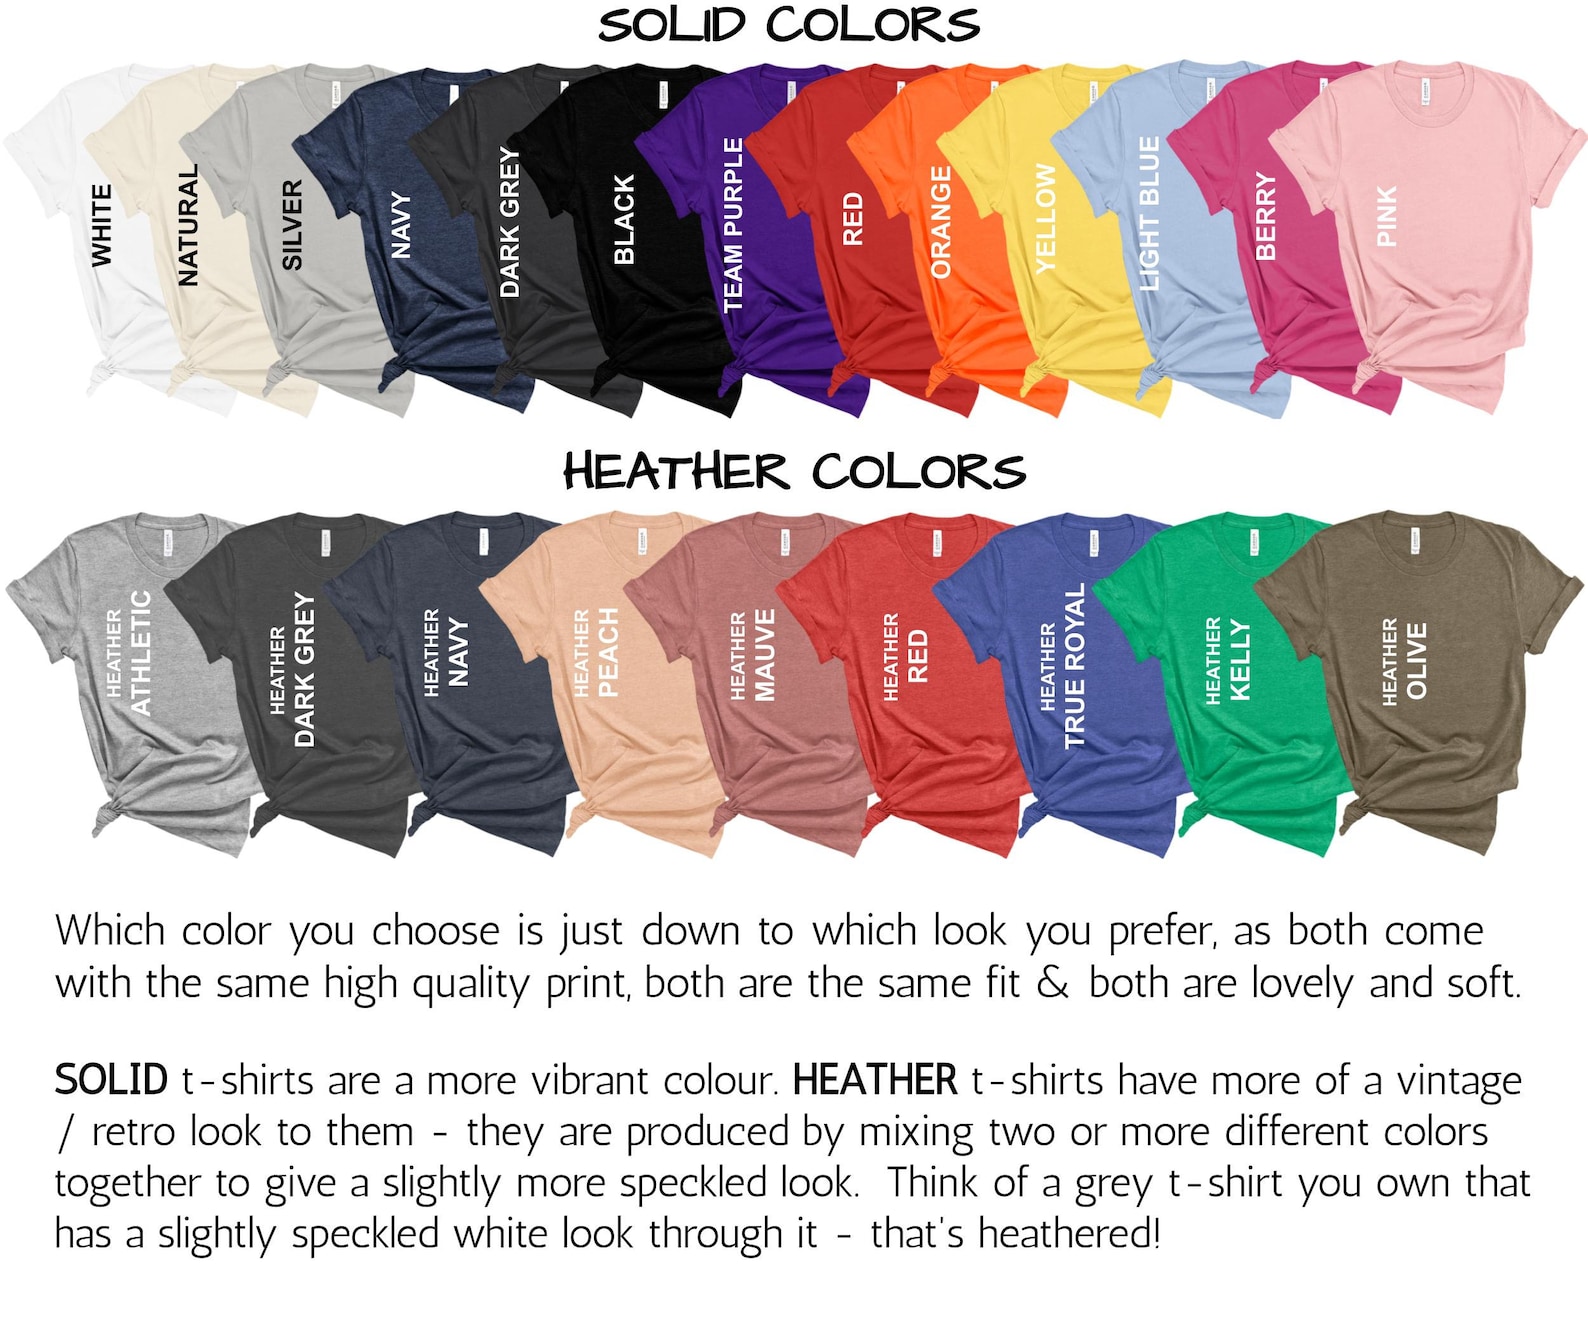 SOLID COLORS
WHITE
NATURAL
SILVER
NAVY
DARK GREY
BLACK
TEAM PURPLE
RED
ORANGE
YELLOW
LIGHT BLUE
BERRY
PINK
HEATHER COLORS
HEATHER
ATHLETIC
HEATHER
DARK GREY
HEATHER
NAVY
HEATHER
PEACH
HEATHER
MAUVE
HEATHER
RED
HEATHER
TRUE ROYAL
HEATHER
KELLY
HEATHER
OLIVE
Which color you choose is just down to which look you prefer, as both come
with the same high quality print, both are the same fit & both are lovely and soft.
SOLID t-shirts are a more vibrant colour. HEATHER t-shirts have more of a vintage
/ retro look to them - they are produced by mixing two or more different colors
together to give a slightly more speckled look. Think of a grey t-shirt you own that
has a slightly speckled white look through it - that's heathered!